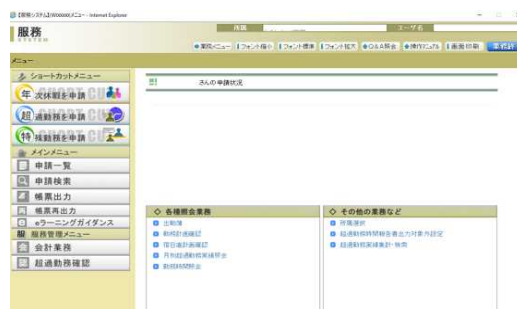 【服務システム】(W00000)メニュー - Internet Explorer
服務
SYSTEM
所属
ユーザ名
業務メニュー フォント縮小 フォント標準 フォント拡大 Q&A照会 操作マニュアル 画面印刷
メニュー
ショートカットメニュー
年 次休暇を申請
超 過勤務を申請
特 殊勤務を申請
メインメニュー
申請一覧
申請検索
帳票出力
帳票再出力
eラーニングガイダンス
服務管理メニュー
会計業務
超過勤務確認
さんの申請状況
各種照会業務
出勤簿
勤務計画確認
宿日直計画確認
月別超過勤務実績照会
勤務時間照会
その他の業務など
所属選択
超過勤務時間報告書出力対象外設定
超過勤務実績集計・検索